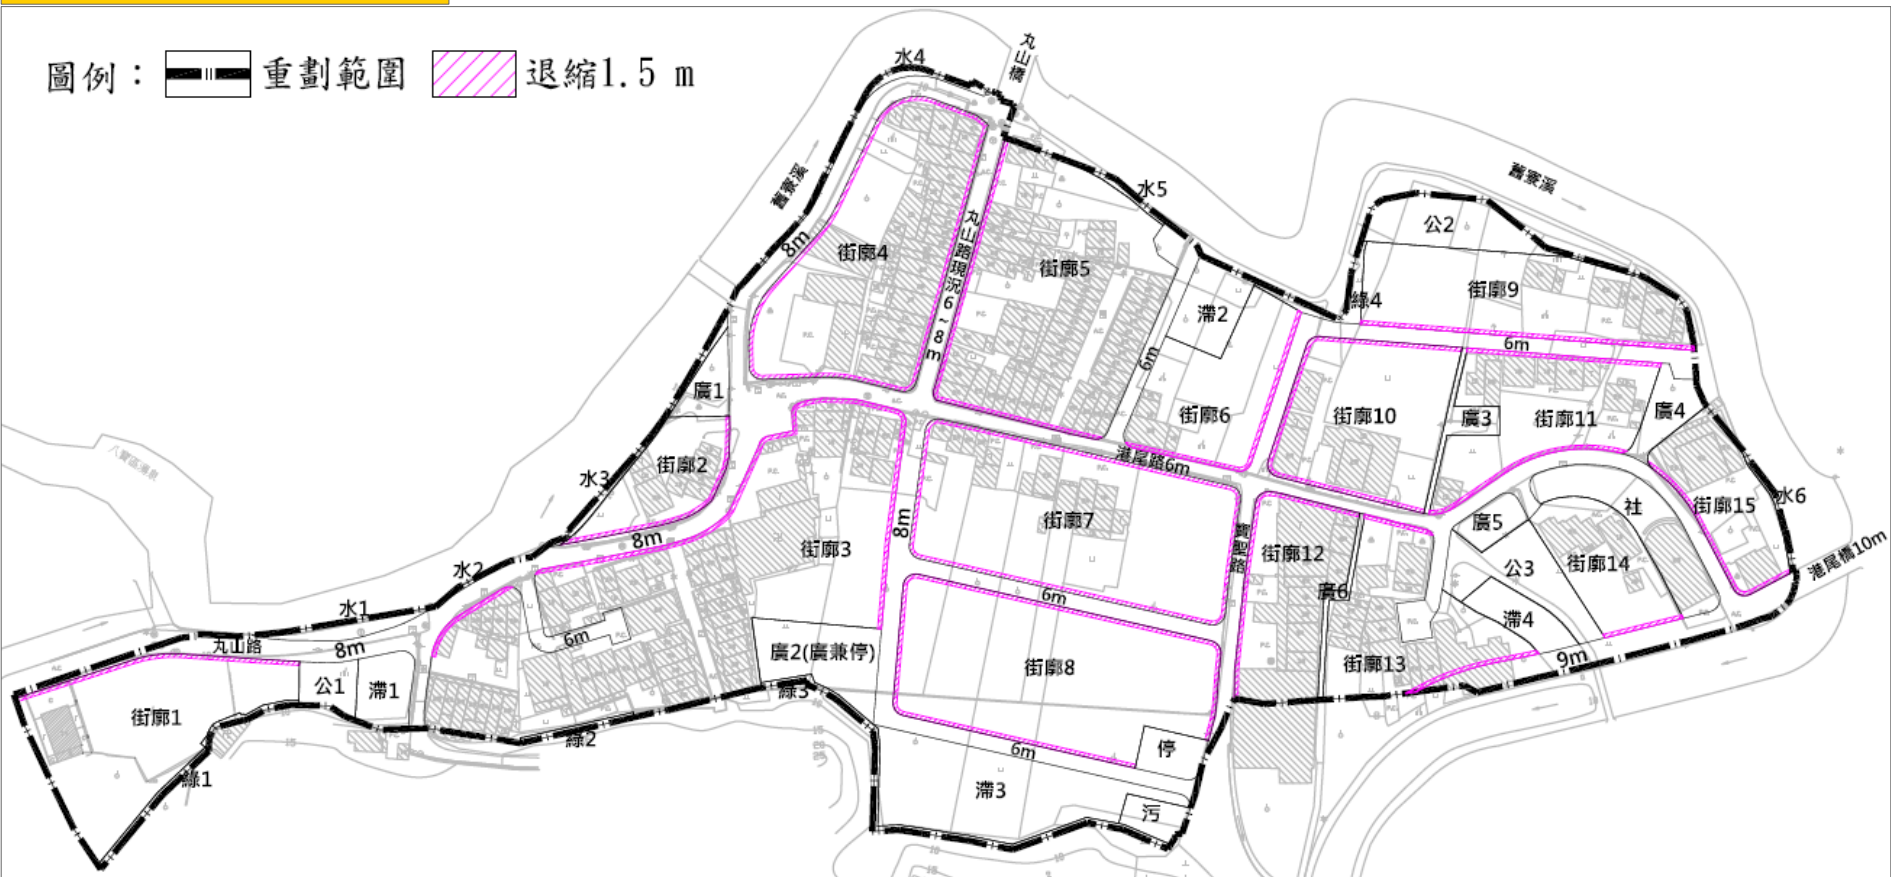 圖例：
重劃範圍
退縮1.5 m
水4
丸山橋
舊寮溪
8m
街廓4
丸山路現況6~8m
街廓5
水5
滯2
6m
街廓6
舊寮溪
公2
綠4
街廓9
6m
街廓10
廣3
街廓11
廣4
廣1
街廓2
水3
8m
港尾路6m
街廓7
8m
街廓3
寶聖路
街廓12
廣6
廣5
社
街廓15
水6
公3
街廓14
港尾橋10m
滯4
水2
水1
丸山路
8m
6m
6m
廣2(廣兼停)
街廓8
街廓13
9m
公1
滯1
街廓1
綠3
綠2
綠1
6m
停
滯3
污